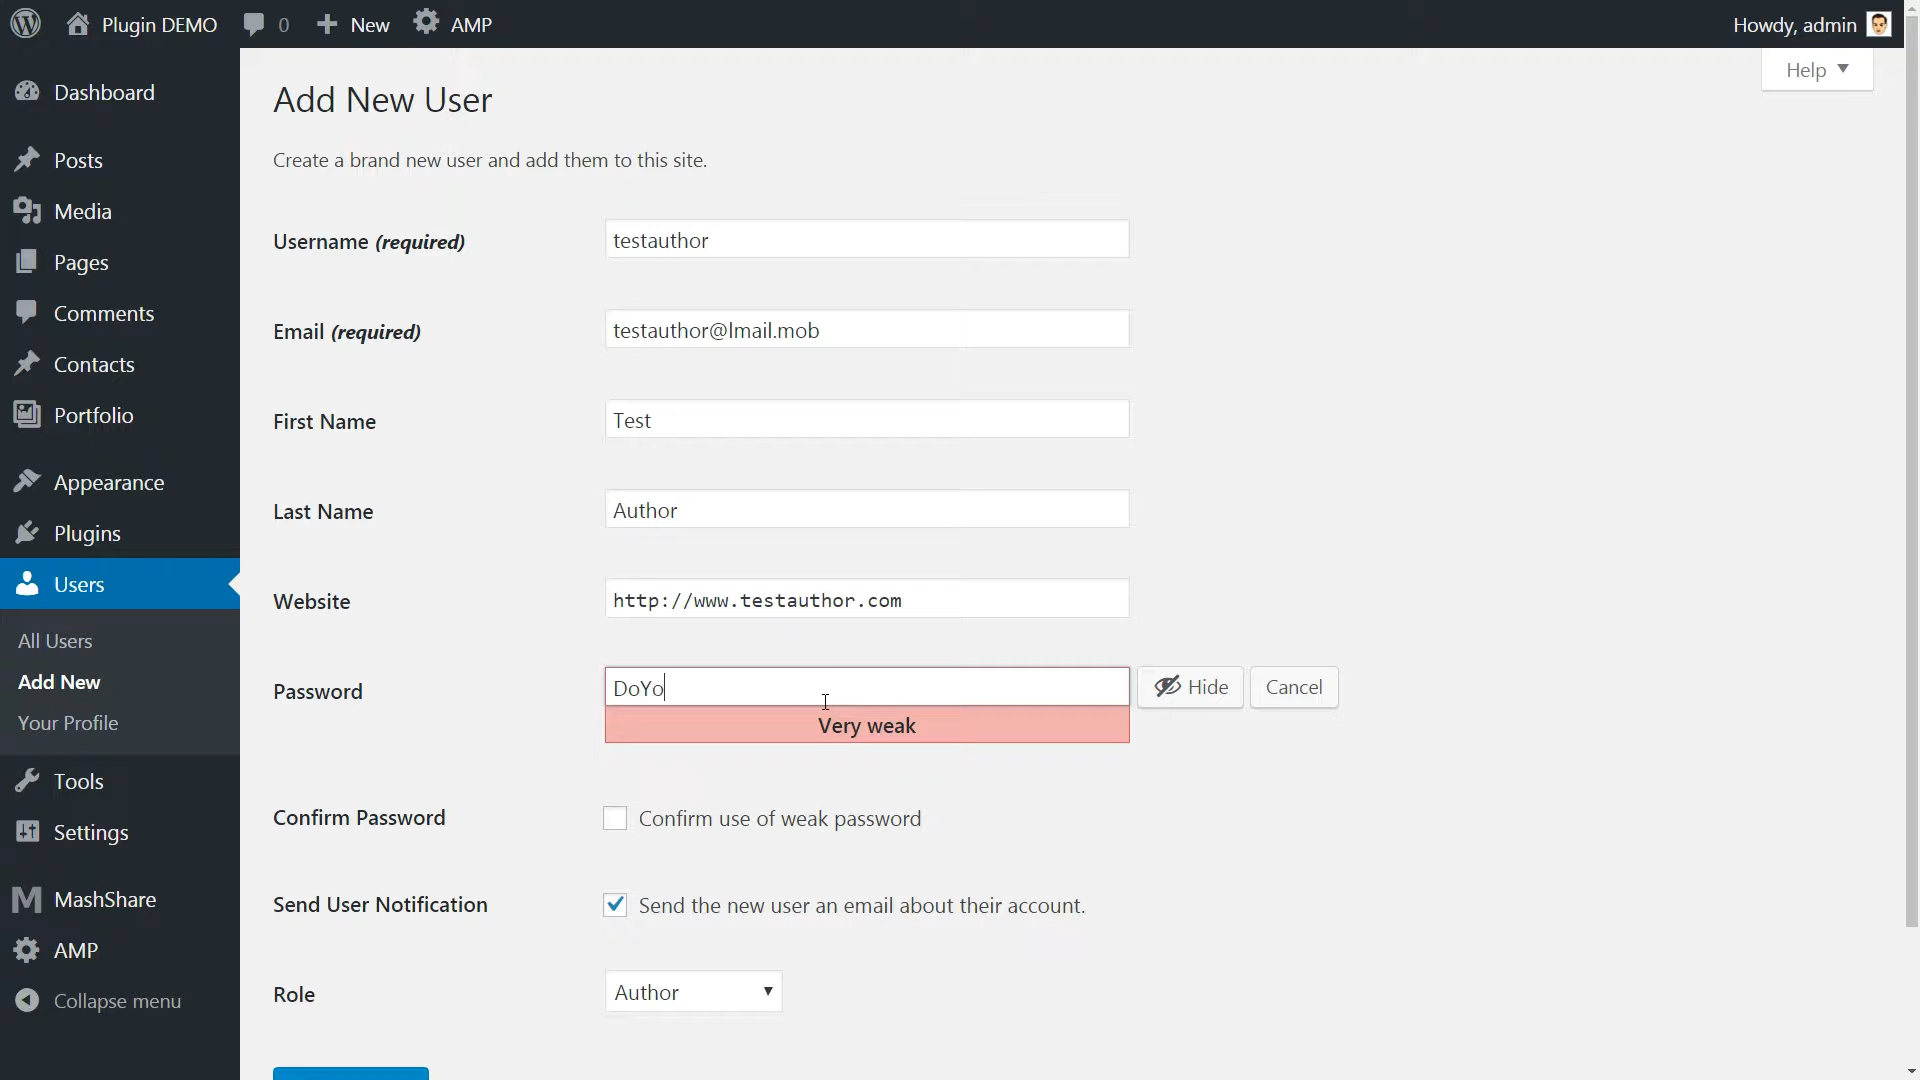 Plugin DEMO
0
New
AMP
Howdy, admin
Help
Dashboard
Posts
Media
Pages
Comments
Contacts
Portfolio
Appearance
Plugins
Users
All Users
Add New
Your Profile
Tools
Settings
MashShare
AMP
Collapse menu
Add New User
Create a brand new user and add them to this site.
Username (required)
testauthor
Email (required)
testauthor@lmail.mob
First Name
Test
Last Name
Author
Website
http://www.testauthor.com
Password
DoYo
Hide
Cancel
Very weak
Confirm Password
Confirm use of weak password
Send User Notification
Send the new user an email about their account.
Role
Author